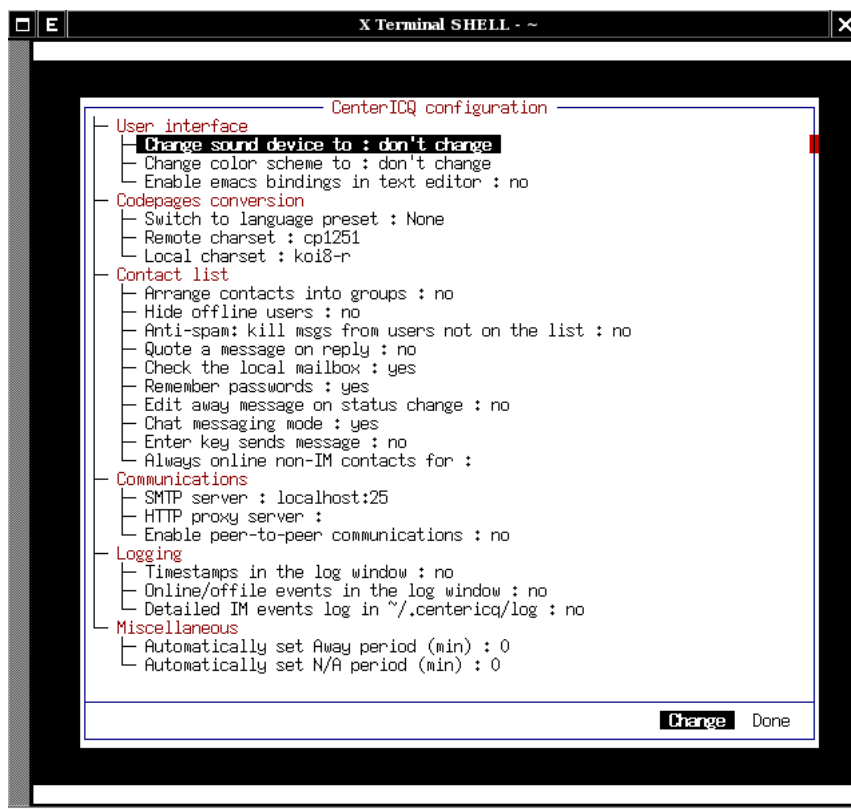 E X Terminal SHELL - ~ X
CenterICQ configuration
User interface
Change sound device to : don't change
Change color scheme to : don't change
Enable emacs bindings in text editor : no
Codepages conversion
Switch to language preset : None
Remote charset : cp1251
Local charset : koi8-r
Contact list
Arrange contacts into groups : no
Hide offline users : no
Anti-spam: kill msgs from users not on the list : no
Quote a message on reply : no
Check the local mailbox : yes
Remember passwords : yes
Edit away message on status change : no
Chat messaging mode : yes
Enter key sends message : no
Always online non-IM contacts for :
Communications
SMTP server : localhost:25
HTTP proxy server :
Enable peer-to-peer communications : no
Logging
Timestamps in the log window : no
Online/offile events in the log window : no
Detailed IM events log in ~/.centericq/log : no
Miscellaneous
Automatically set Away period (min) : 0
Automatically set N/A period (min) : 0
Change Done